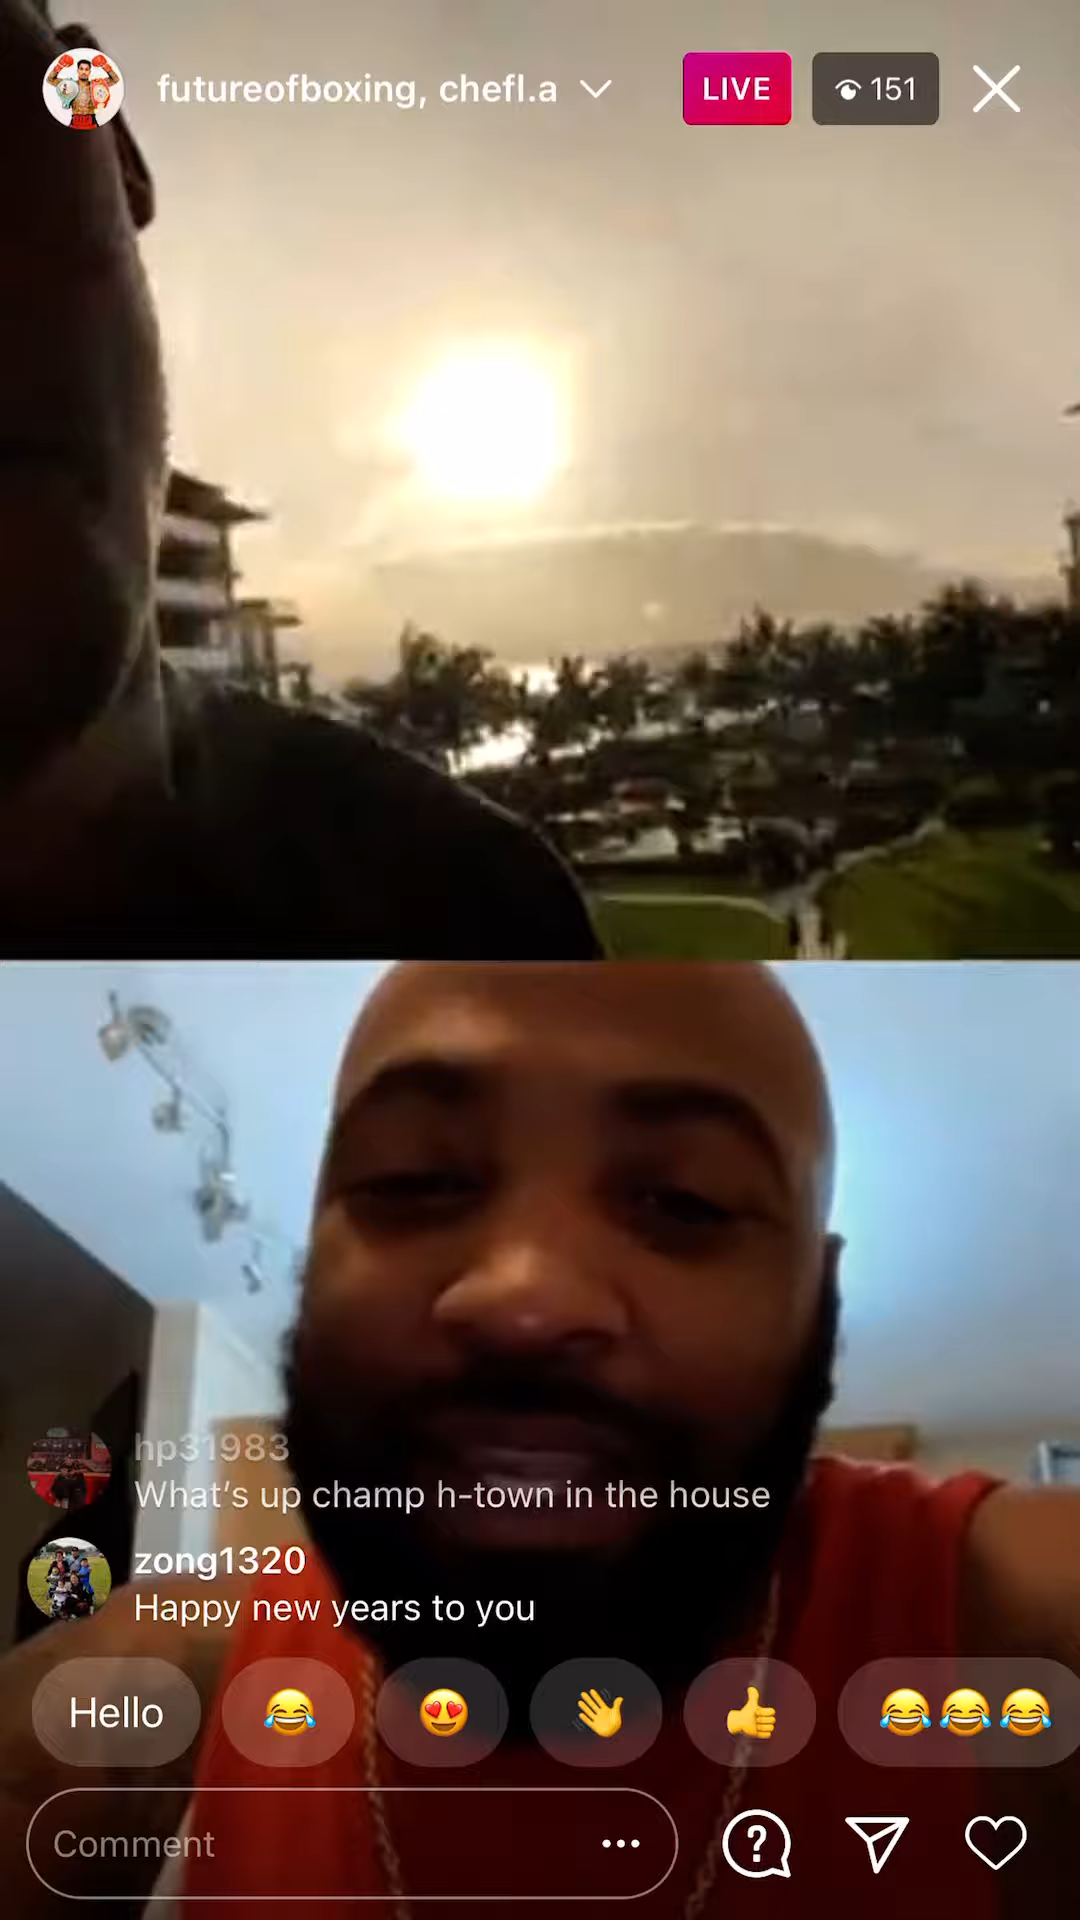 futureofboxing, chefl.a
LIVE
151
hp31983
What's up champ h-town in the house
zong1320
Happy new years to you
Hello
Comment